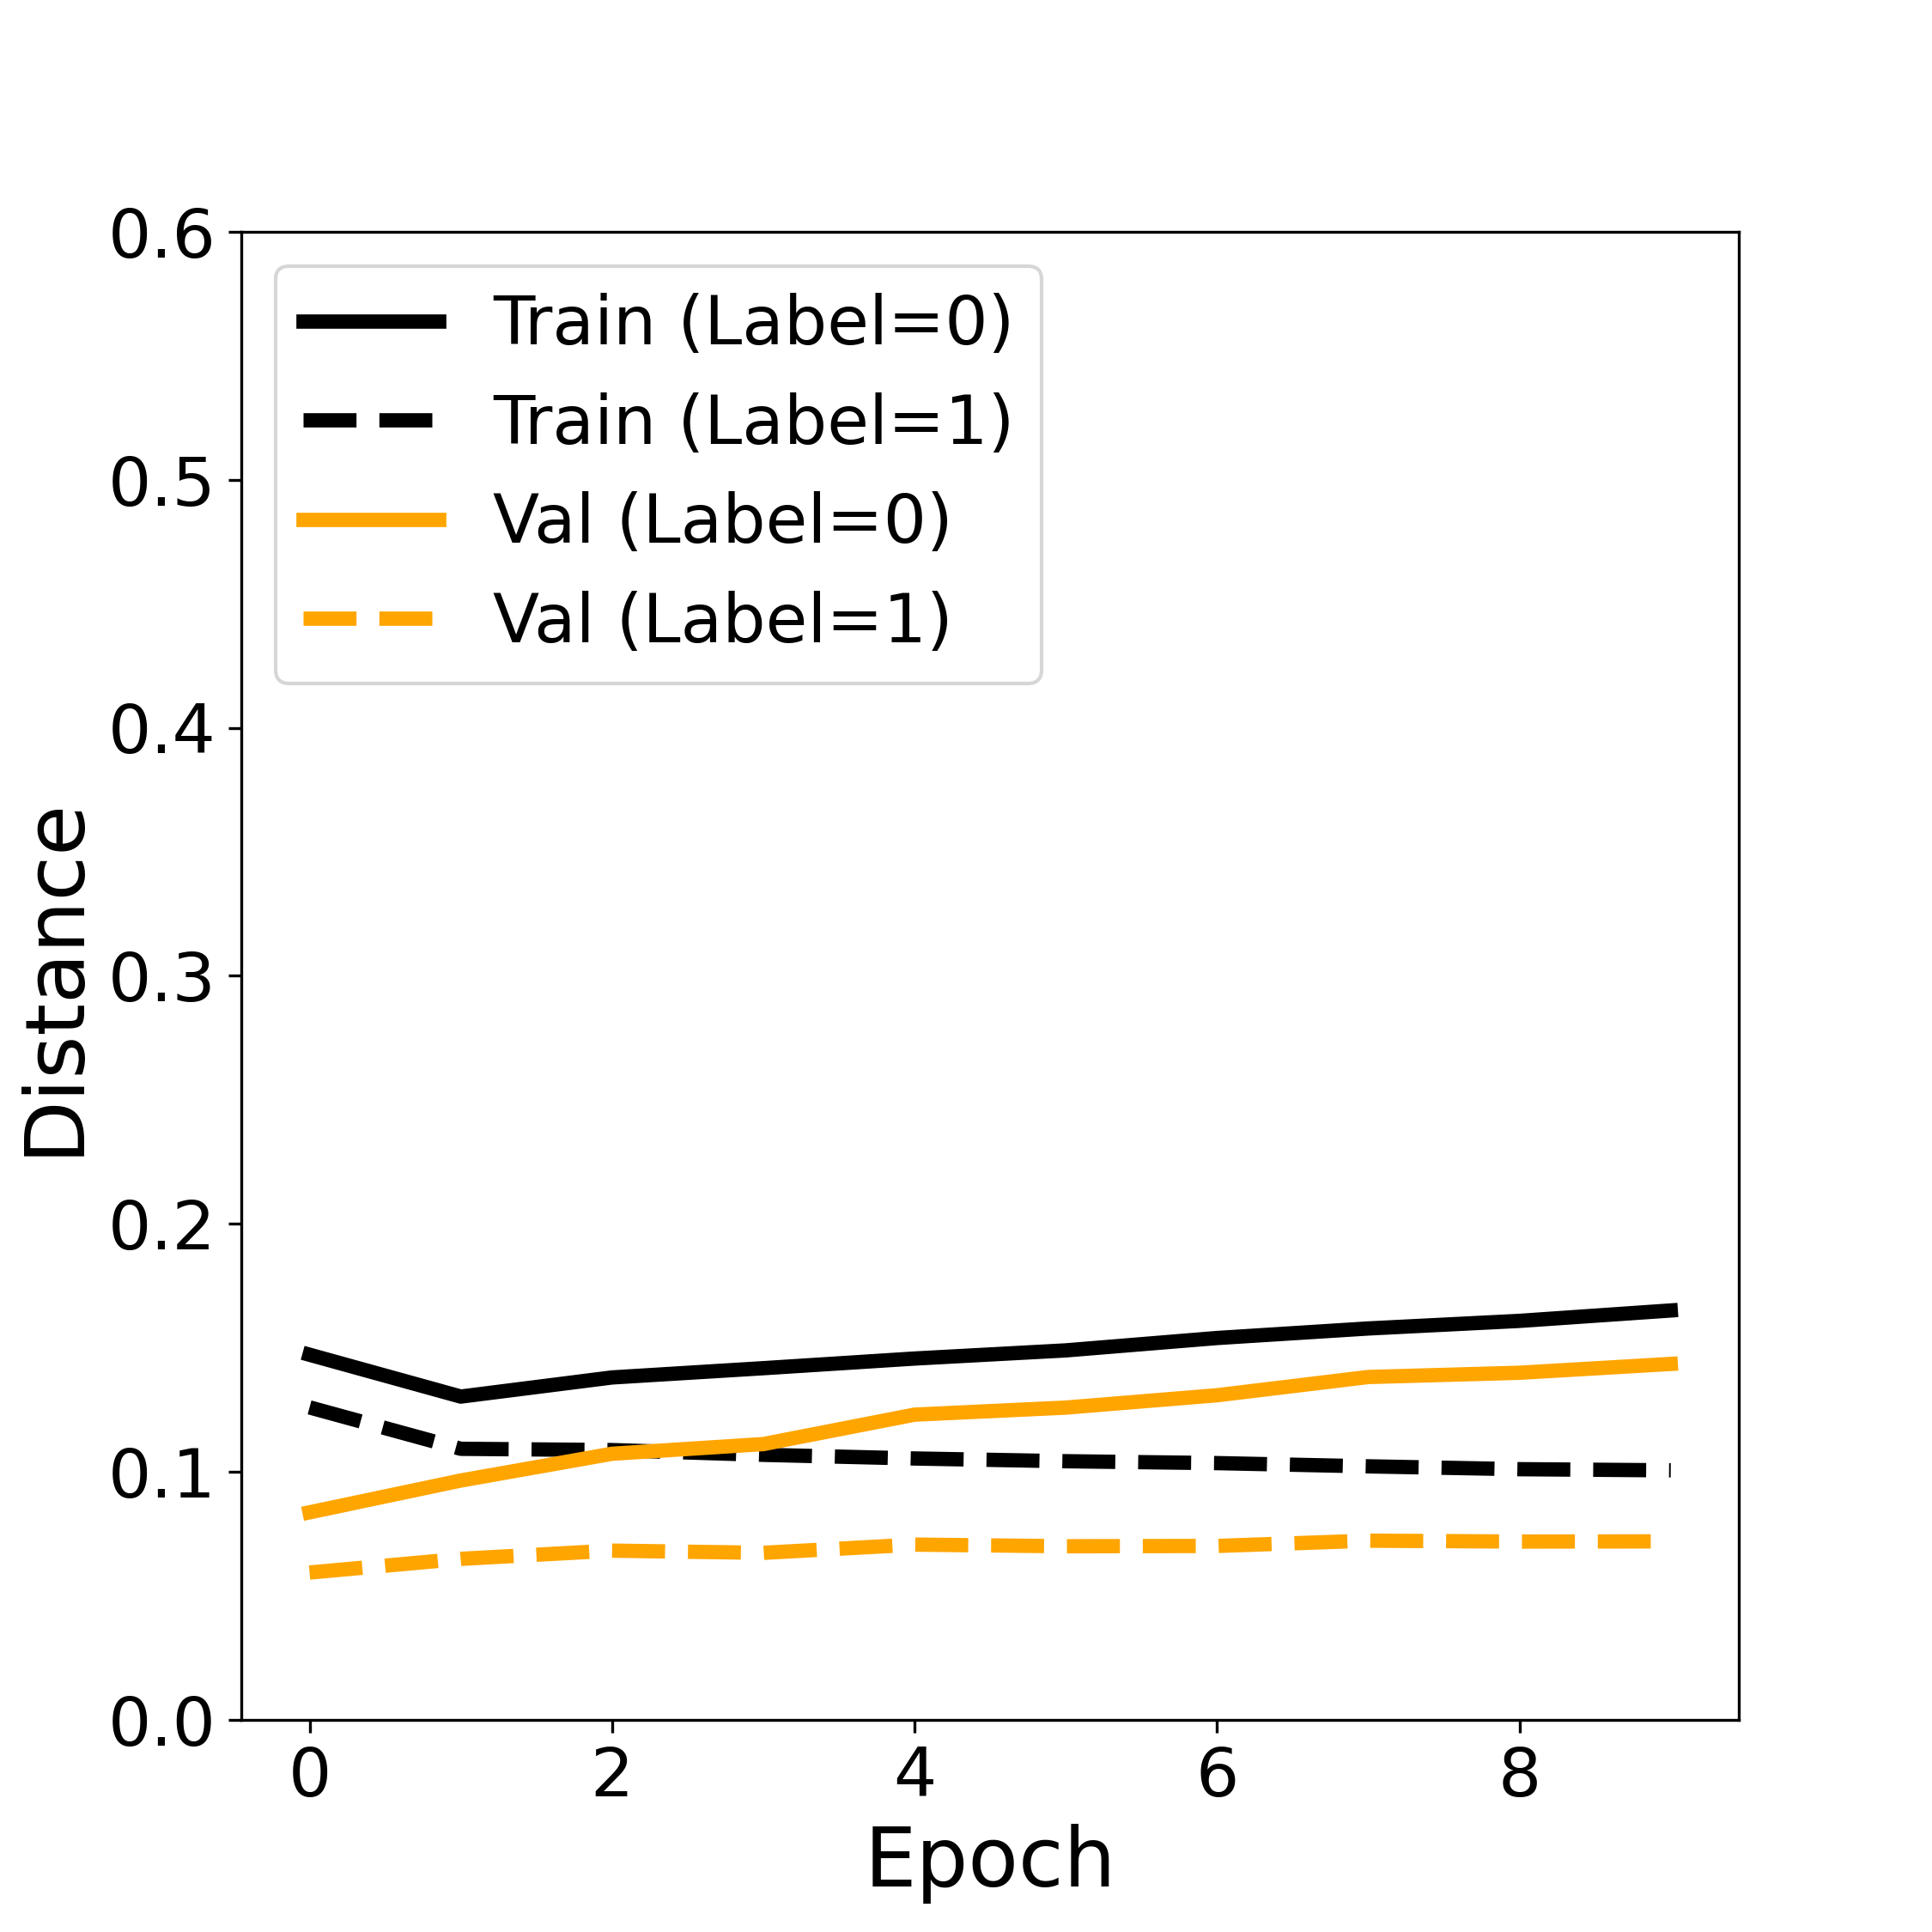 0.6
Train (Label=0)
Train (Label=1)
0.5
Val (Label=0)
Val (Label=1)
0.4
0.3
Distance
0.2
0.1
0.0
0 2 4 6 8
Epoch